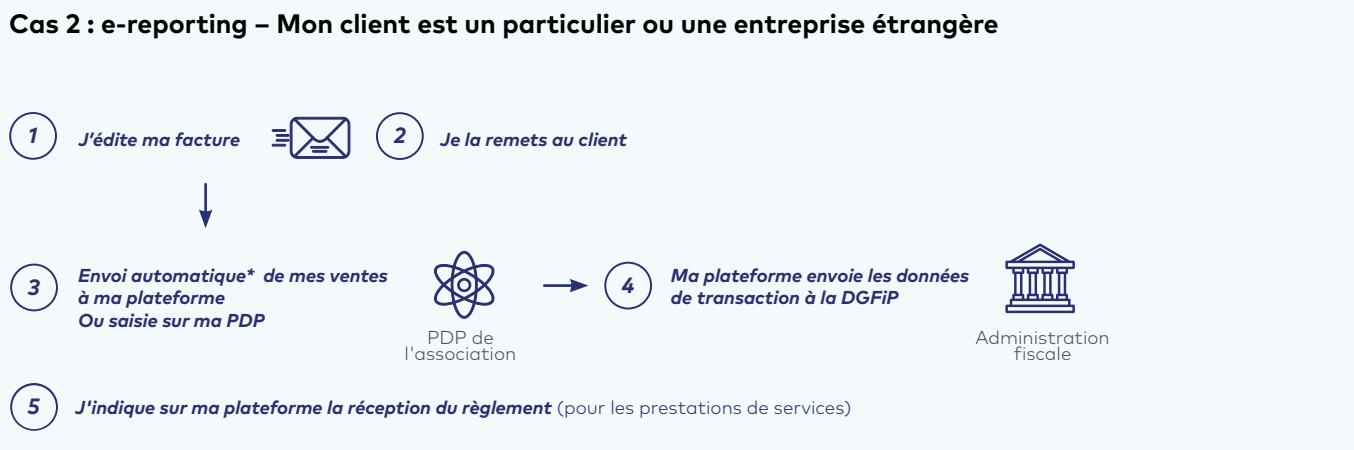 Cas 2 : e-reporting – Mon client est un particulier ou une entreprise étrangère
1 J’édite ma facture
2 Je la remets au client
3 Envoi automatique* de mes ventes
à ma plateforme
Ou saisie sur ma PDP
PDP de
l'association
4 Ma plateforme envoie les données
de transaction à la DGFiP
Administration
fiscale
5 J'indique sur ma plateforme la réception du règlement (pour les prestations de services)